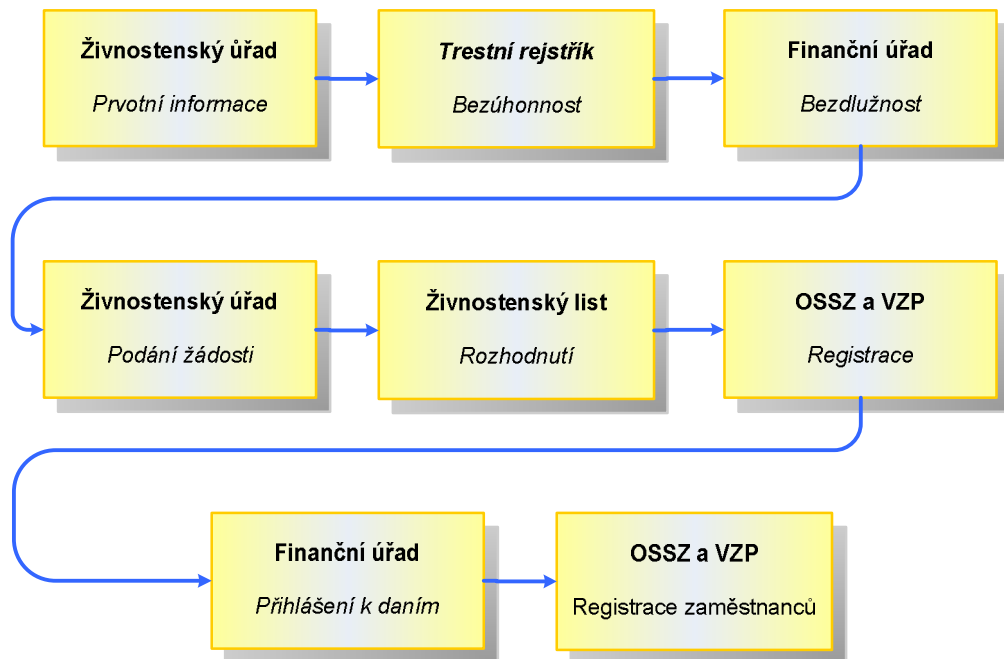 Živnostenský ůřad
Prvotní informace
Trestní rejstřík
Bezúhonnost
Finanční úřad
Bezdlužnost
Živnostenský úřad
Podání žádosti
Živnostenský list
Rozhodnutí
OSSZ a VZP
Registrace
Finanční úřad
Přihlášení k daním
OSSZ a VZP
Registrace zaměstnanců